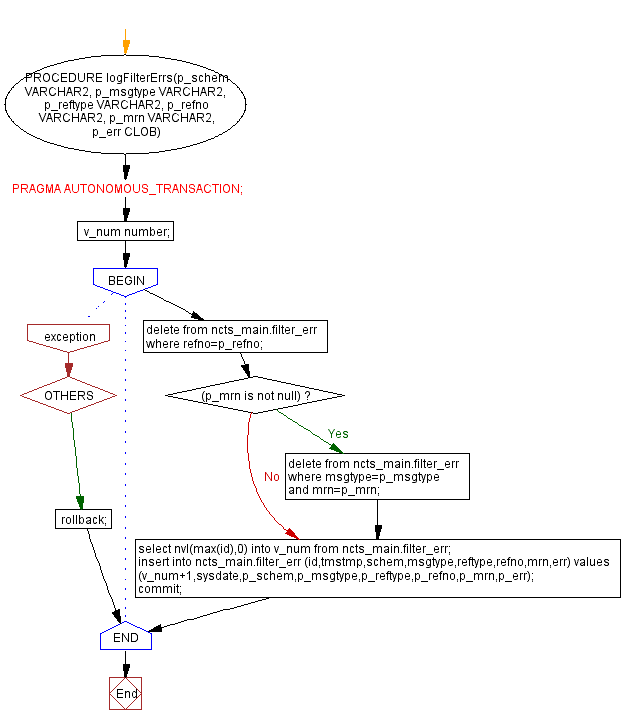 PROCEDURE logFilterErrs(p_schem
VARCHAR2, p_msgtype VARCHAR2,
p_reftype VARCHAR2, p_refno
VARCHAR2, p_mrn VARCHAR2,
p_err CLOB)
PRAGMA AUTONOMOUS_TRANSACTION;
v_num number;
BEGIN
exception
delete from ncts_main.filter_err
where refno=p_refno;
OTHERS
(p_mrn is not null) ?
Yes
No
delete from ncts_main.filter_err
where msgtype=p_msgtype
and mrn=p_mrn;
rollback;
select nvl(max(id),0) into v_num from ncts_main.filter_err;
insert into ncts_main.filter_err (id,tmstmp,schem,msgtype,reftype,refno,mrn,err) values
(v_num+1,sysdate,p_schem,p_msgtype,p_reftype,p_refno,p_mrn,p_err);
commit;
END
End